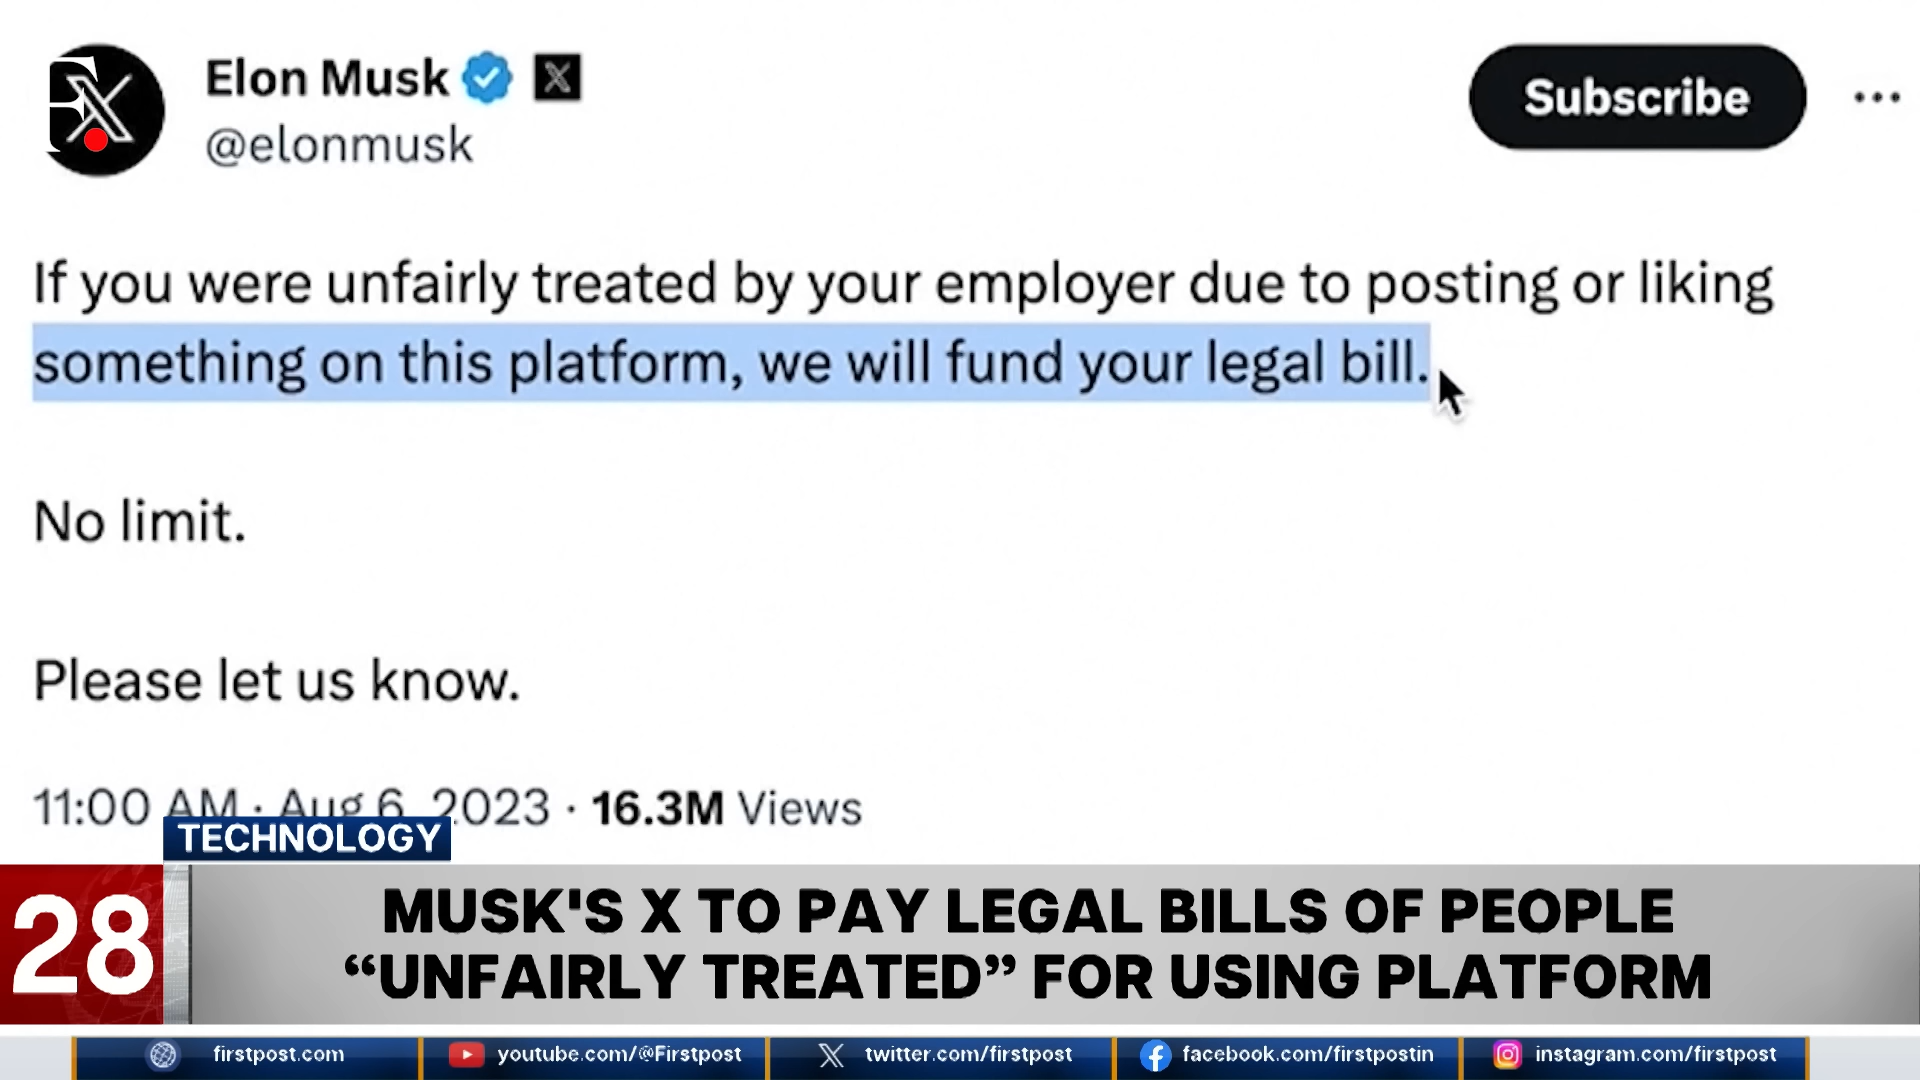 Elon Musk
@elonmusk
Subscribe
If you were unfairly treated by your employer due to posting or liking
something on this platform, we will fund your legal bill.
No limit.
Please let us know.
11:00 AM · Aug 6, 2023 · 16.3M Views
TECHNOLOGY
28
MUSK'S X TO PAY LEGAL BILLS OF PEOPLE
“UNFAIRLY TREATED” FOR USING PLATFORM
firstpost.com
youtube.com/@Firstpost
twitter.com/firstpost
facebook.com/firstpostin
instagram.com/firstpost